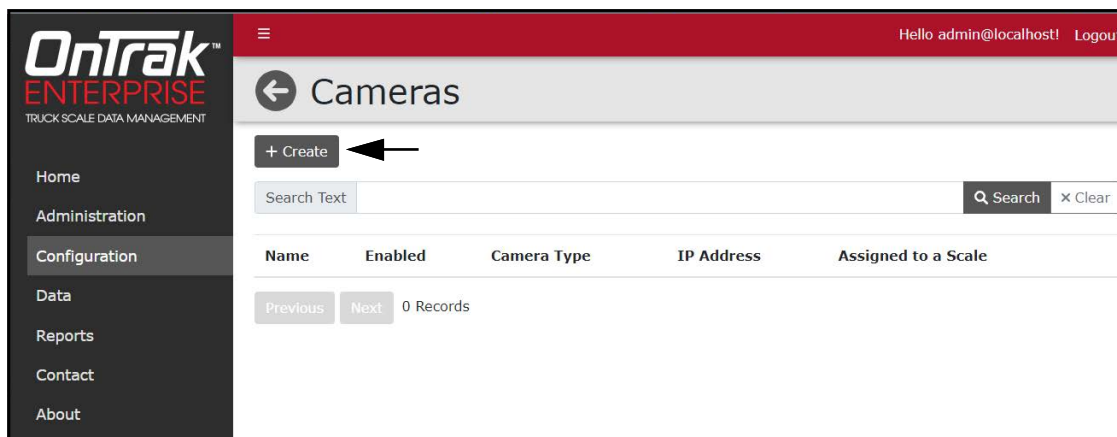 OnTrak™
ENTERPRISE
TRUCK SCALE DATA MANAGEMENT
Home
Administration
Configuration
Data
Reports
Contact
About
Hello admin@localhost! Logout
Cameras
+ Create
Search Text Search × Clear
Name Enabled Camera Type IP Address Assigned to a Scale
Previous Next 0 Records